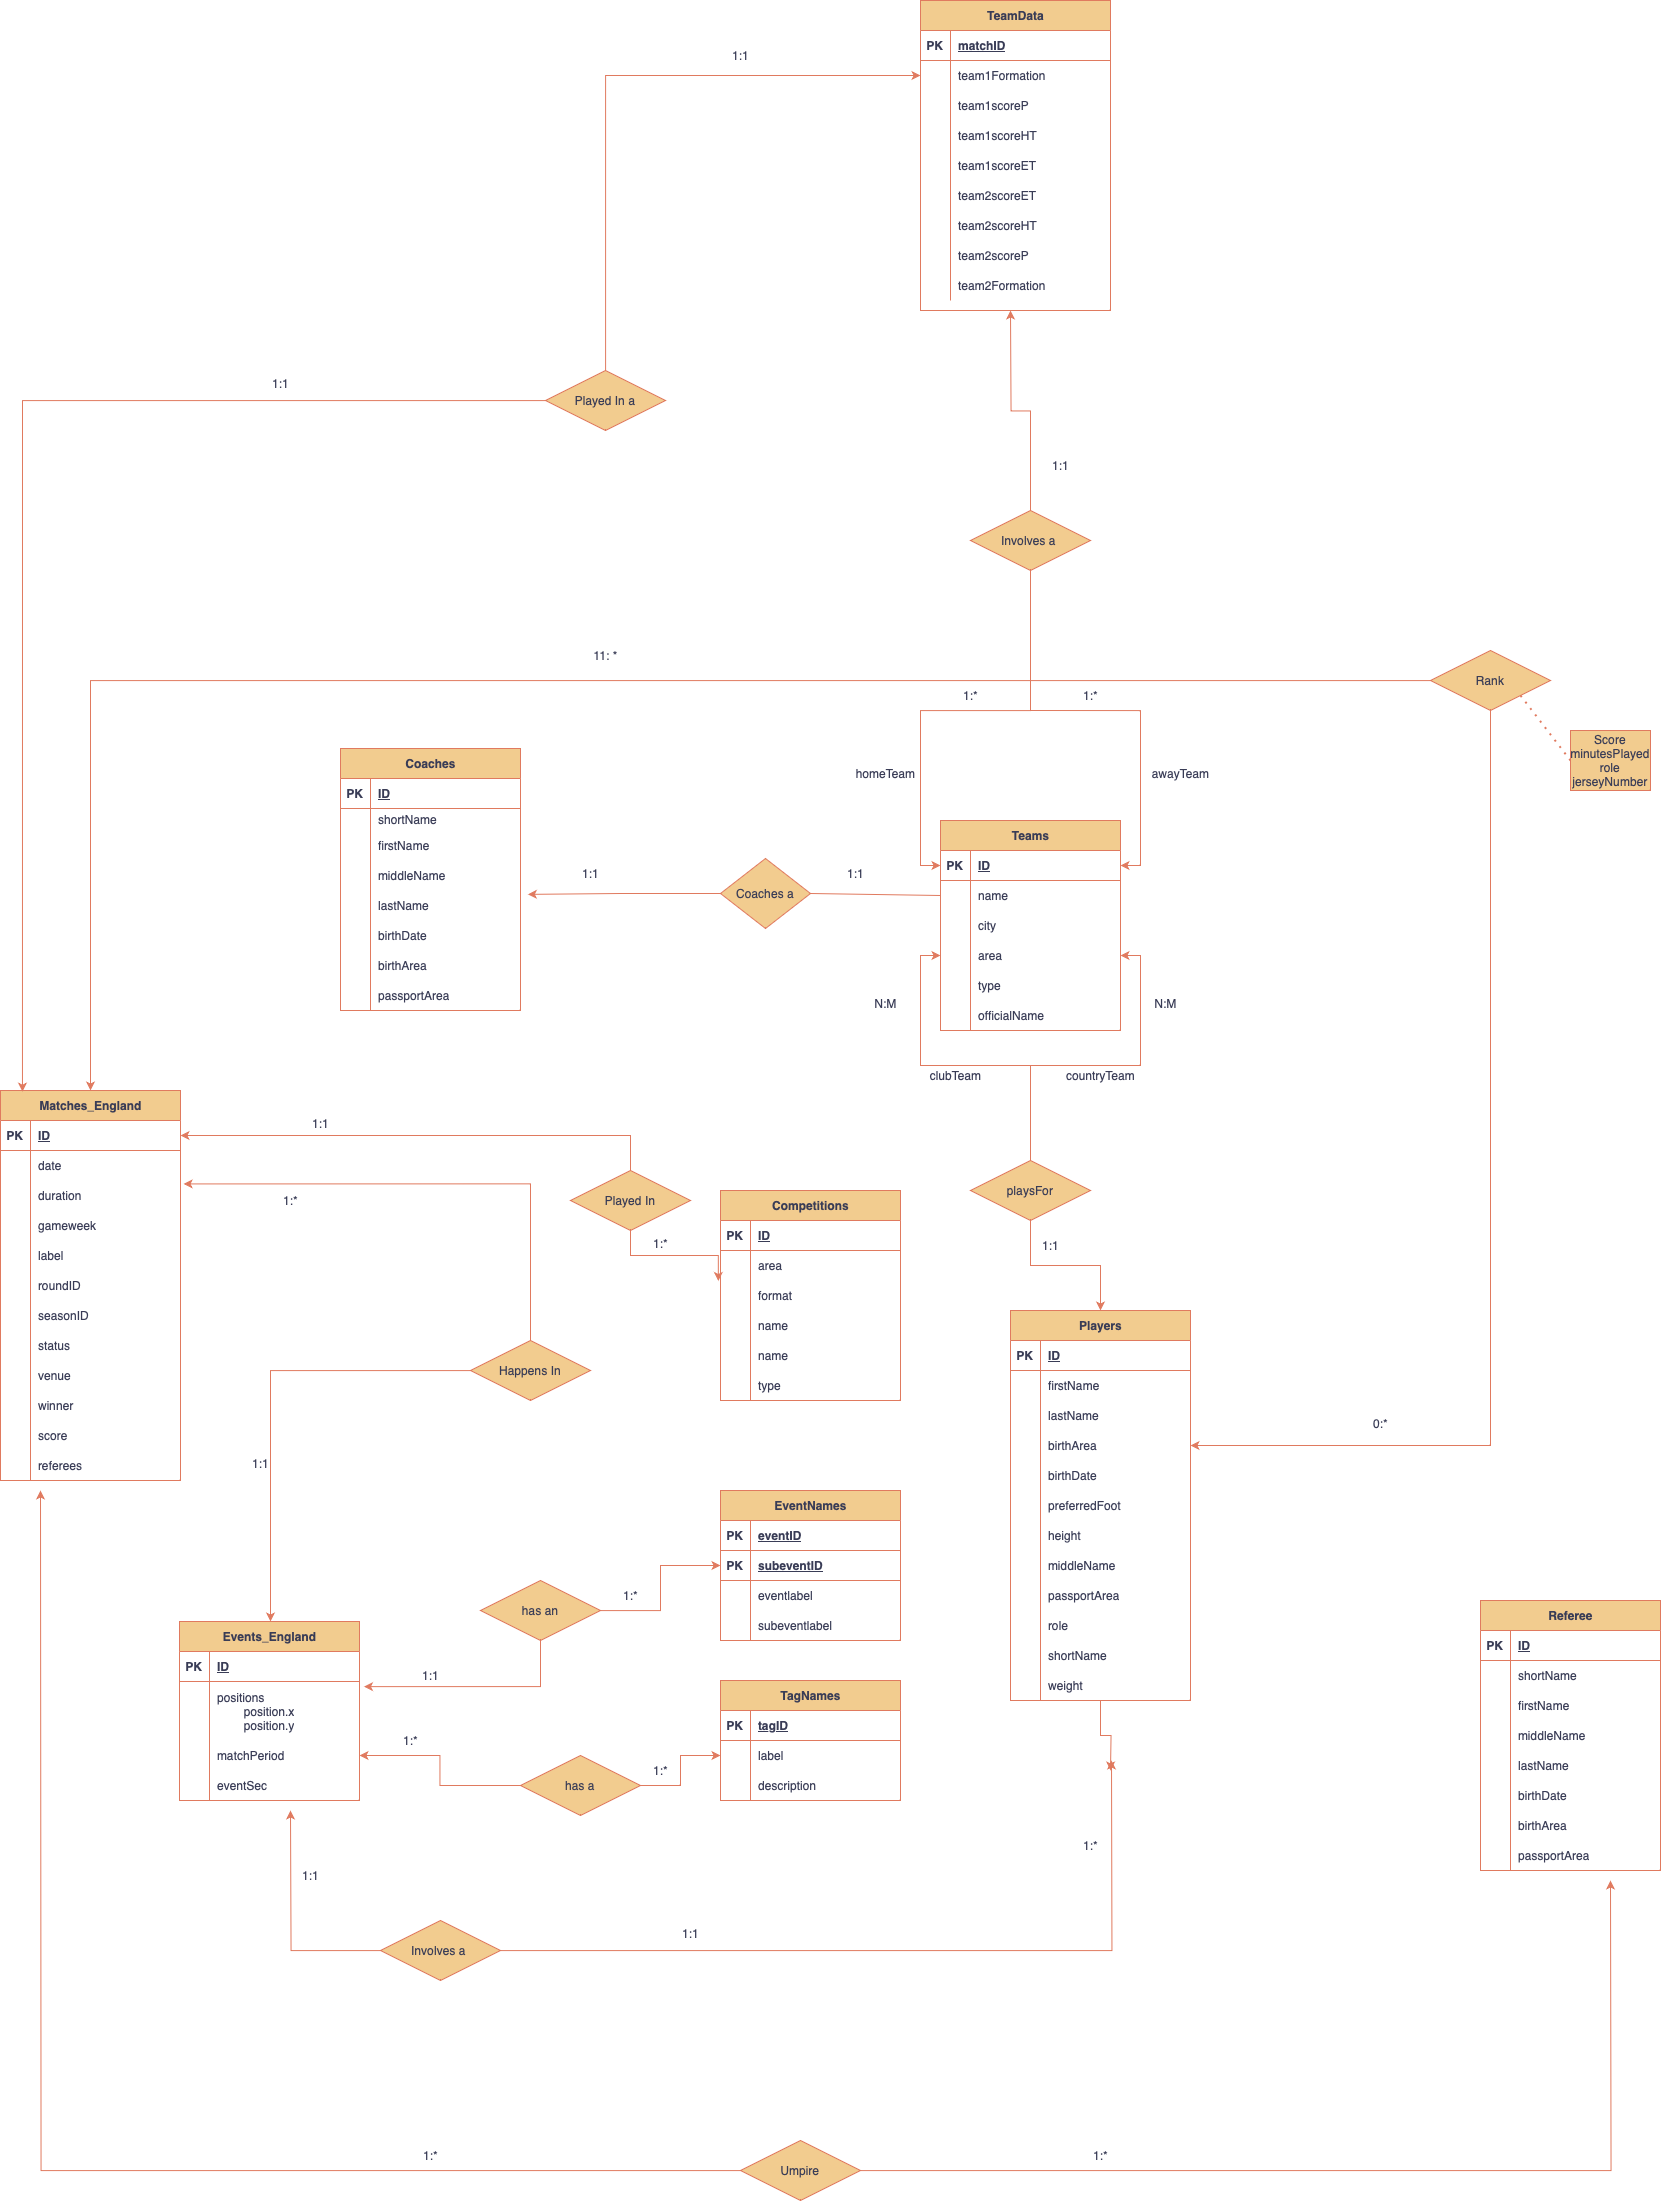 TeamData
PK matchID
team1Formation
team1scoreP
team1scoreHT
team1scoreET
team2scoreET
team2scoreHT
team2scoreP
team2Formation
1:1
Played In a
1:1
1:1
Involves a
11: *
Rank
Score
minutesPlayed
role
jerseyNumber
1:*
1:*
homeTeam
awayTeam
Coaches
PK ID
shortName
firstName
middleName
lastName
birthDate
birthArea
passportArea
1:1
Coaches a
1:1
Teams
PK ID
name
city
area
type
officialName
N:M
N:M
clubTeam
countryTeam
playsFor
1:1
Matches_England
PK ID
date
duration
gameweek
label
roundID
seasonID
status
venue
winner
score
referees
1:1
1:*
Played In
1:*
Competitions
PK ID
area
format
name
name
type
Happens In
1:1
Players
PK ID
firstName
lastName
birthArea
birthDate
preferredFoot
height
middleName
passportArea
role
shortName
weight
0:*
EventNames
PK eventID
PK subeventID
eventlabel
subeventlabel
has an
1:*
1:1
Events_England
PK ID
positions
position.x
position.y
matchPeriod
eventSec
TagNames
PK tagID
label
description
1:*
has a
1:*
Referee
PK ID
shortName
firstName
middleName
lastName
birthDate
birthArea
passportArea
1:*
1:1
Involves a
1:1
1:*
Umpire
1:*